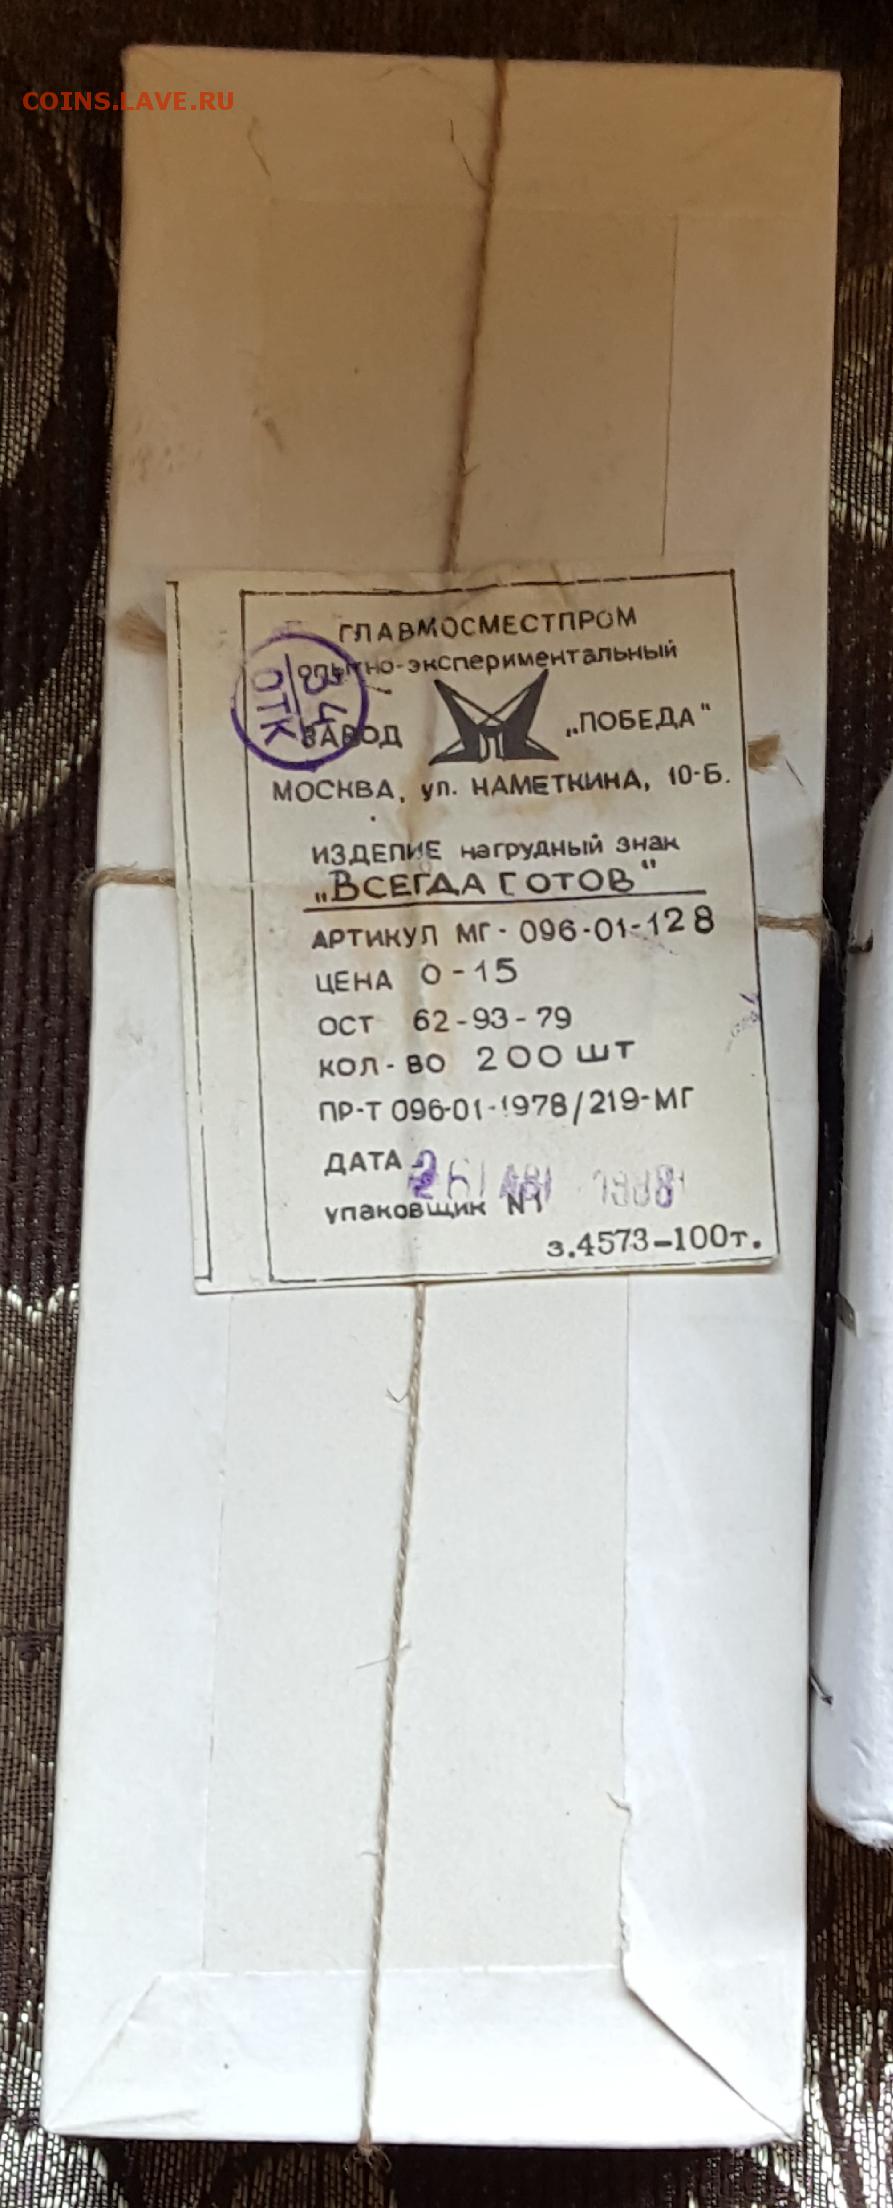 COINS.LAVE.RU
ГЛАВМОСМЕСТПРОМ
опытно-экспериментальный
ЗАВОД „ПОБЕДА"
МОСКВА, ул. НАМЕТКИНА, 10-Б.
34
ОТК
ИЗДЕЛИЕ нагрудный знак
„ВСЕГДА ГОТОВ"
АРТИКУЛ МГ-096-01-128
ЦЕНА 0-15
ОСТ 62-93-79
КОЛ-ВО 200 шт
ПР-Т 096-01-1978/219-МГ
ДАТА
упаковщик №1
з.4573-100т.